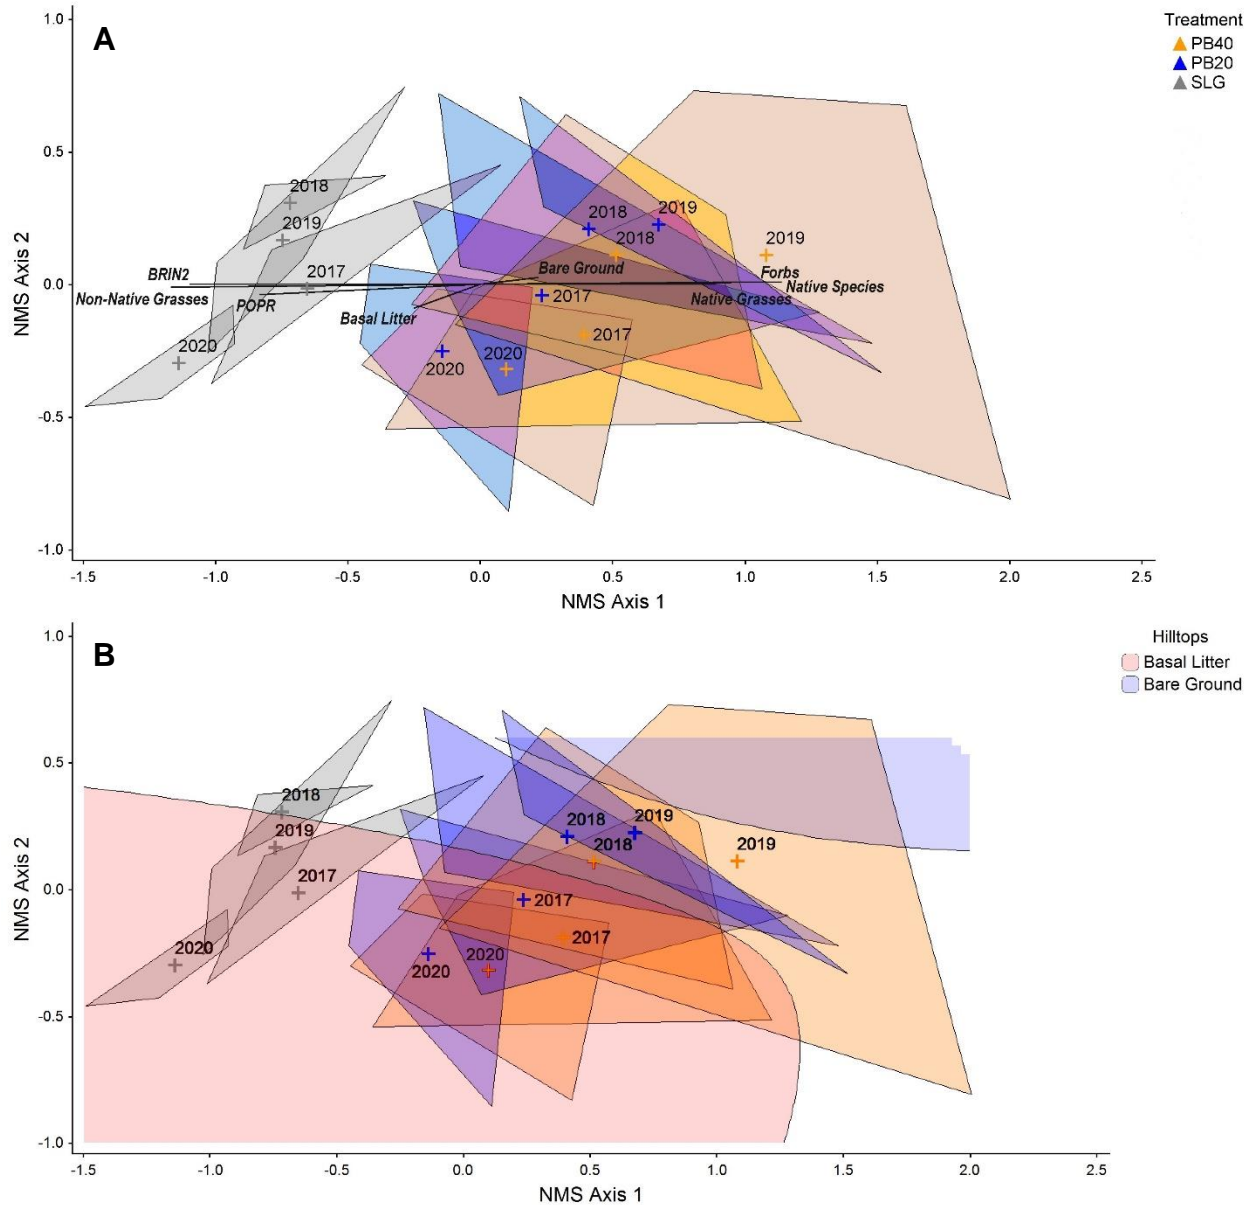 A
Treatment
PB40
PB20
SLG
1.0
0.5
0.0
-0.5
-1.0
NMS Axis 2
2018
2019
2017
2020
BRIN2
Non-Native Grasses
POPR
Basal Litter
Bare Ground
Forbs
Native Species
Native Grasses
2018
2019
2018
2019
2017
2017
2020
2020
-1.5
-1.0
-0.5
0.0
0.5
1.0
1.5
2.0
2.5
NMS Axis 1
B
Hilltops
Basal Litter
Bare Ground
1.0
0.5
0.0
-0.5
-1.0
NMS Axis 2
2018
2019
2017
2020
2018
2019
2018
2019
2017
2017
2020
2020
-1.5
-1.0
-0.5
0.0
0.5
1.0
1.5
2.0
2.5
NMS Axis 1